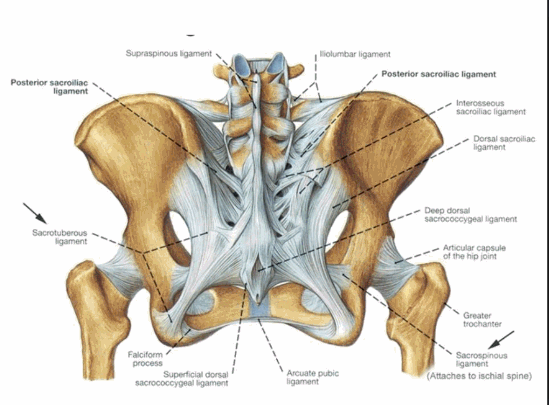 Supraspinous ligament
Iliolumbar ligament
Posterior sacroiliac
ligament
Posterior sacroiliac ligament
Interosseous
sacroiliac ligament
Dorsal sacroiliac
ligament
Sacrotuberous
ligament
Deep dorsal
sacrococcygeal ligament
Articular capsule
of the hip joint
Greater
trochanter
Falciform
process
Superficial dorsal
sacrococcygeal ligament
Arcuate pubic
ligament
Sacrospinous
ligament
(Attaches to ischial spine)